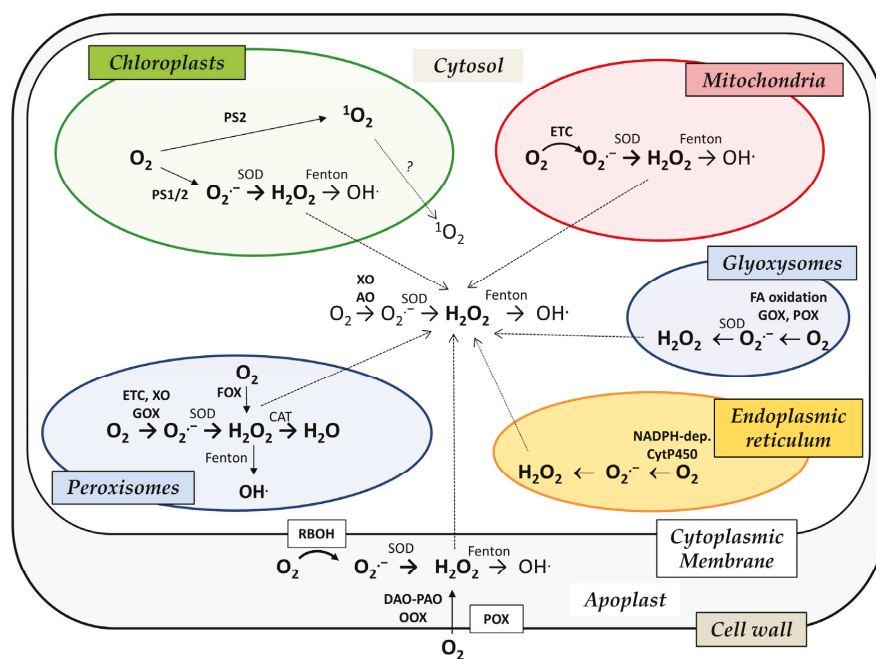 Chloroplasts
Cytosol
Mitochondria
PS2
¹O₂
O₂
PS1/2
O₂·⁻ → H₂O₂ → OH·
SOD
Fenton
?
¹O₂
ETC
SOD
Fenton
O₂ O₂·⁻ → H₂O₂ → OH·
Glyoxysomes
FA oxidation
GOX, POX
SOD
H₂O₂ ← O₂·⁻ ← O₂
XO
AO
SOD
Fenton
O₂ → O₂·⁻ → H₂O₂ → OH·
O₂
ETC, XO
GOX
FOX
SOD
CAT
O₂ → O₂·⁻ → H₂O₂ → H₂O
Fenton
OH·
Peroxisomes
Endoplasmic
reticulum
NADPH-dep.
CytP450
H₂O₂ ← O₂·⁻ ← O₂
RBOH
SOD
Fenton
O₂ O₂·⁻ → H₂O₂ → OH·
Cytoplasmic
Membrane
DAO-PAO
OOX
POX
O₂
Apoplast
Cell wall